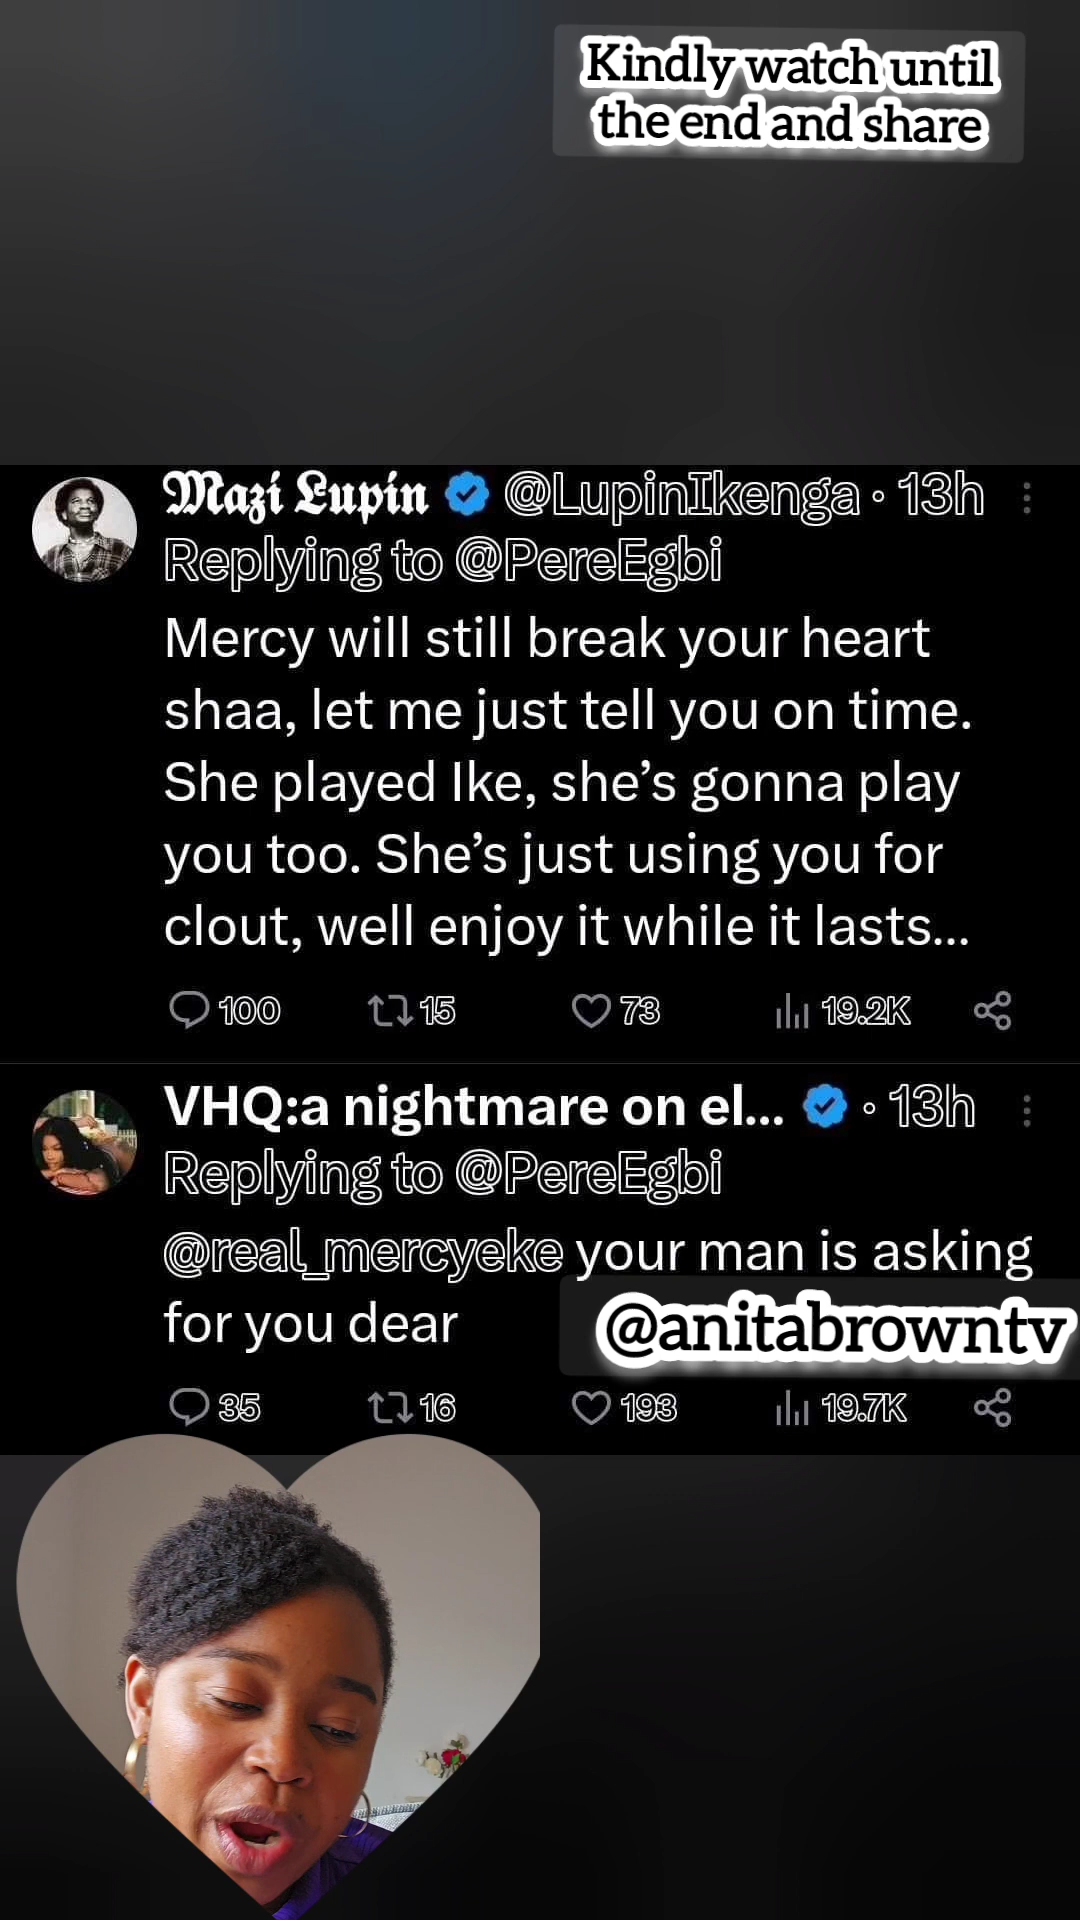 Kindly watch until
the end and share
Mazi Lupin @LupinIkenga · 13h
Replying to @PereEgbi
Mercy will still break your heart
shaa, let me just tell you on time.
She played Ike, she’s gonna play
you too. She’s just using you for
clout, well enjoy it while it lasts...
100 15 73 19.2K
VHQ:a nightmare on el... · 13h
Replying to @PereEgbi
@real_mercyeke your man is asking
for you dear
@anitabrowntv
35 16 193 19.7K